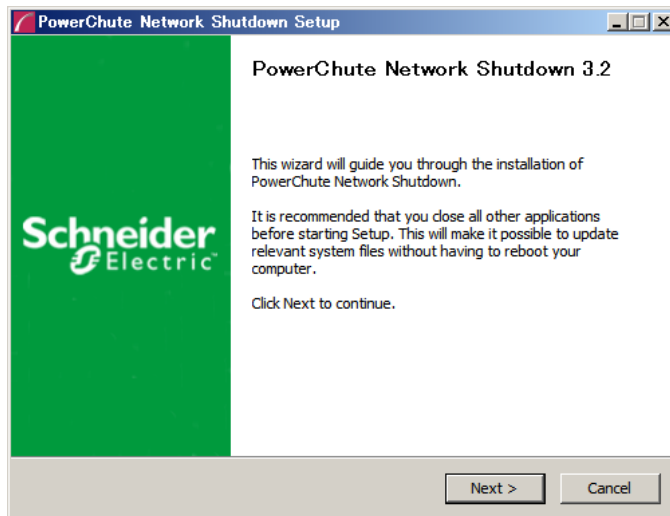 PowerChute Network Shutdown Setup
PowerChute Network Shutdown 3.2
This wizard will guide you through the installation of
PowerChute Network Shutdown.
It is recommended that you close all other applications
before starting Setup. This will make it possible to update
relevant system files without having to reboot your
computer.
Click Next to continue.
Schneider
Electric™
Next >
Cancel